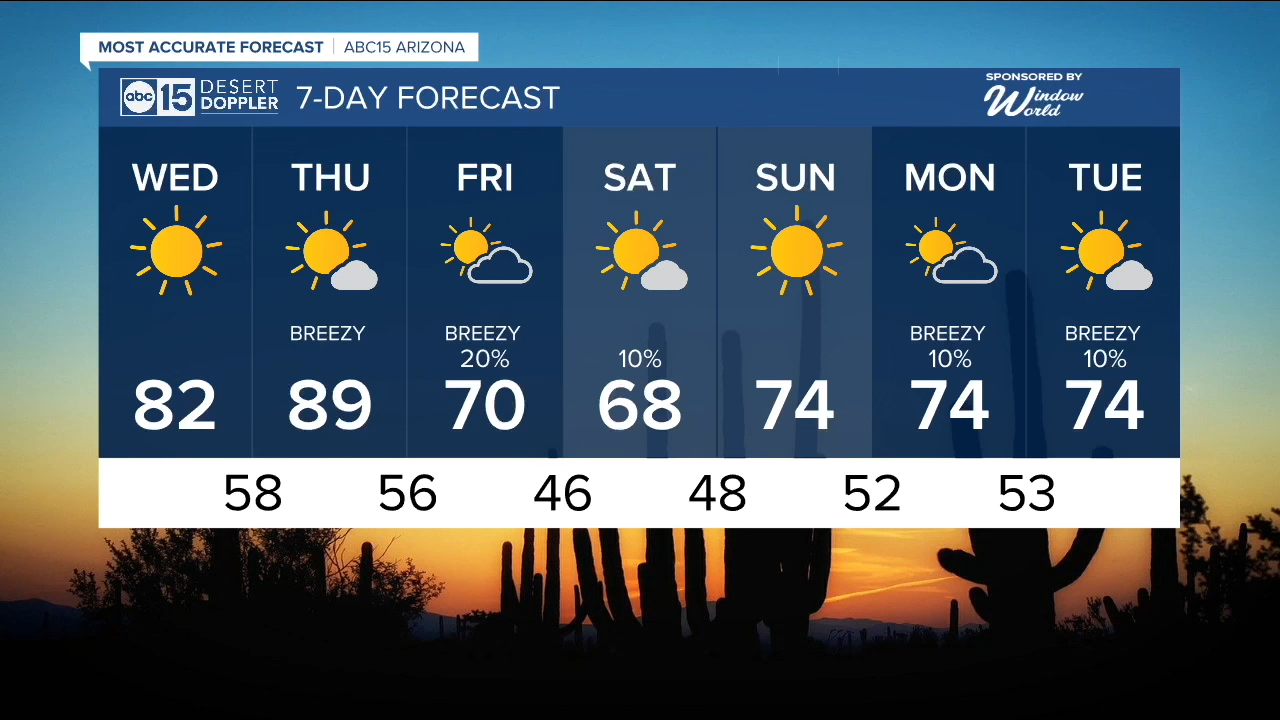 MOST ACCURATE FORECAST | ABC15 ARIZONA
abc 15 DESERT DOPPLER 7-DAY FORECAST
SPONSORED BY
Window World
WED THU FRI SAT SUN MON TUE
BREEZY BREEZY BREEZY BREEZY
20% 10% 10% 10%
82 89 70 68 74 74 74
58 56 46 48 52 53